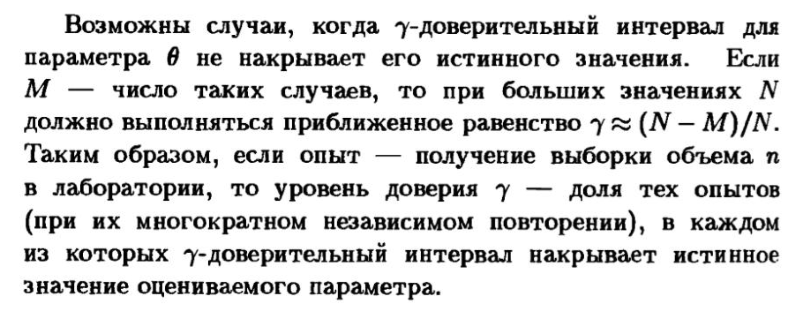 Возможны случаи, когда γ-доверительный интервал для
параметра θ не накрывает его истинного значения. Если
M — число таких случаев, то при больших значениях N
должно выполняться приближенное равенство γ ≈ (N − M)/N.
Таким образом, если опыт — получение выборки объема n
в лаборатории, то уровень доверия γ — доля тех опытов
(при их многократном независимом повторении), в каждом
из которых γ-доверительный интервал накрывает истинное
значение оцениваемого параметра.